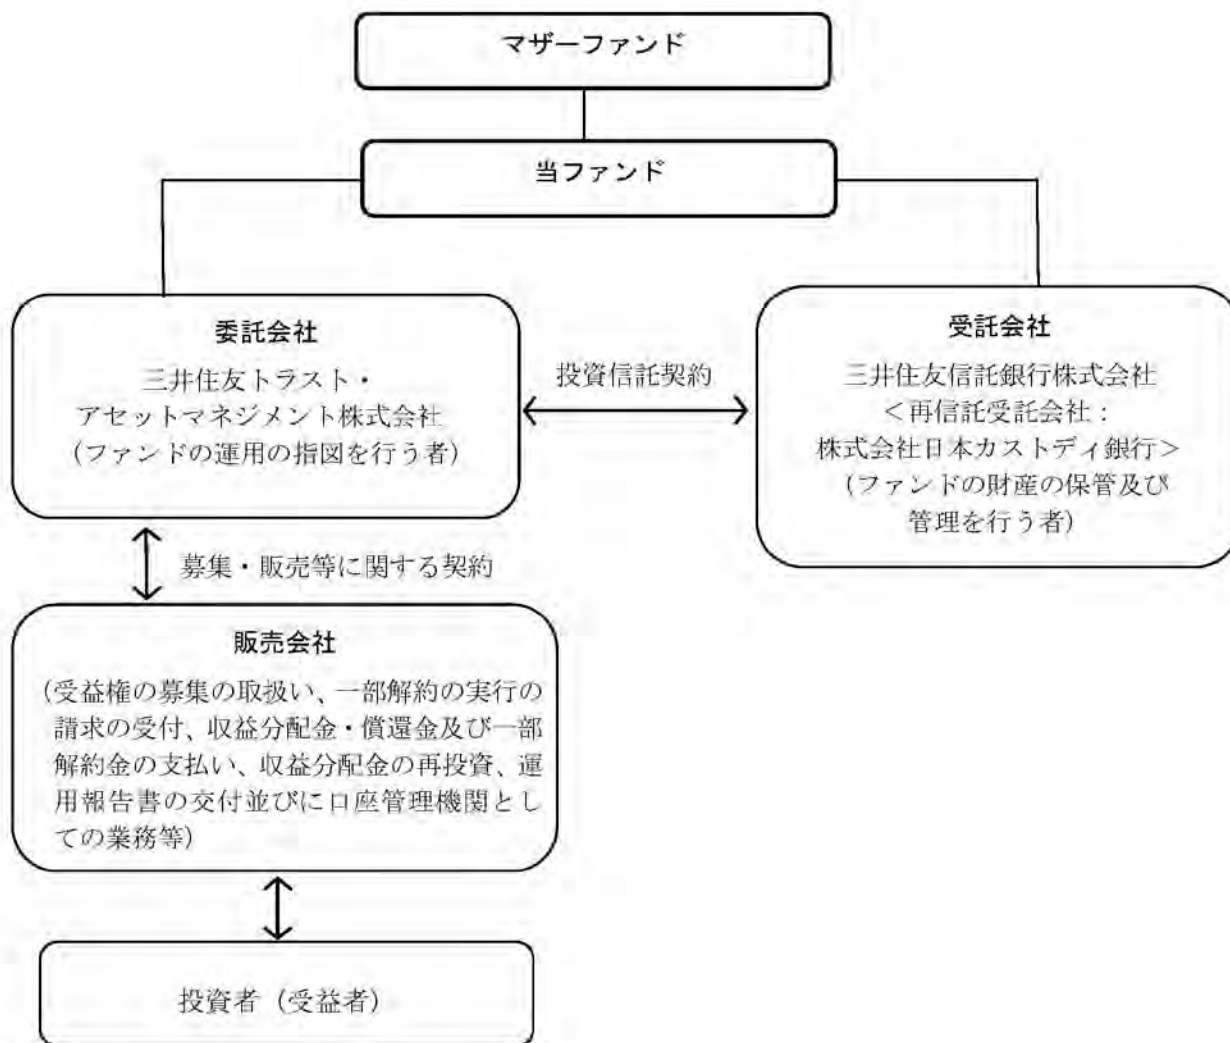 マザーファンド
当ファンド
委託会社
三井住友トラスト・
アセットマネジメント株式会社
(ファンドの運用の指図を行う者)
投資信託契約
受託会社
三井住友信託銀行株式会社
＜再信託受託会社：
株式会社日本カストディ銀行＞
(ファンドの財産の保管及び
管理を行う者)
募集・販売等に関する契約
販売会社
(受益権の募集の取扱い、一部解約の実行の
請求の受付、収益分配金・償還金及び一部
解約金の支払い、収益分配金の再投資、運
用報告書の交付並びに口座管理機関とし
ての業務等)
投資者（受益者）